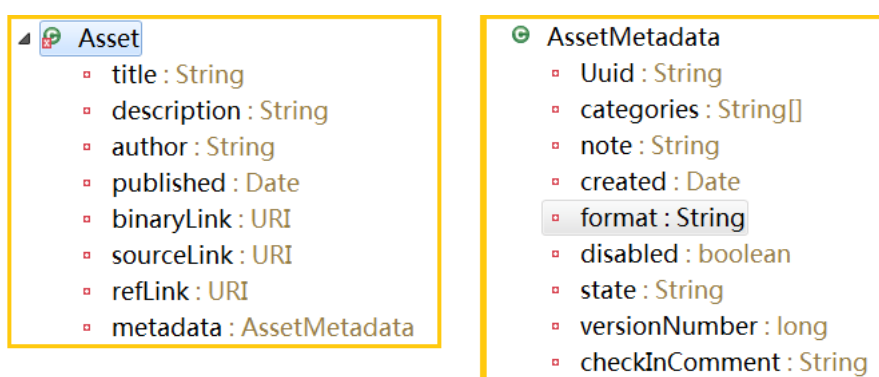 Asset
title : String
description : String
author : String
published : Date
binaryLink : URI
sourceLink : URI
refLink : URI
metadata : AssetMetadata
AssetMetadata
Uuid : String
categories : String[]
note : String
created : Date
format : String
disabled : boolean
state : String
versionNumber : long
checkInComment : String